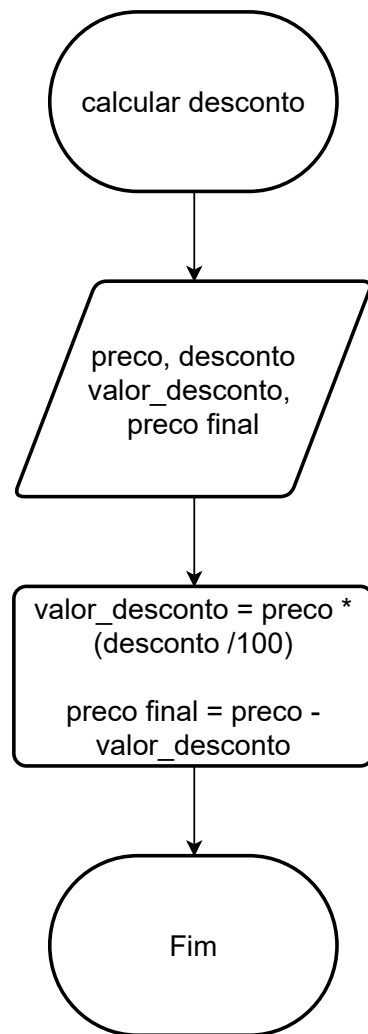 calcular desconto
preco, desconto
valor_desconto,
preco final
valor_desconto = preco *
(desconto /100)
preco final = preco -
valor_desconto
Fim